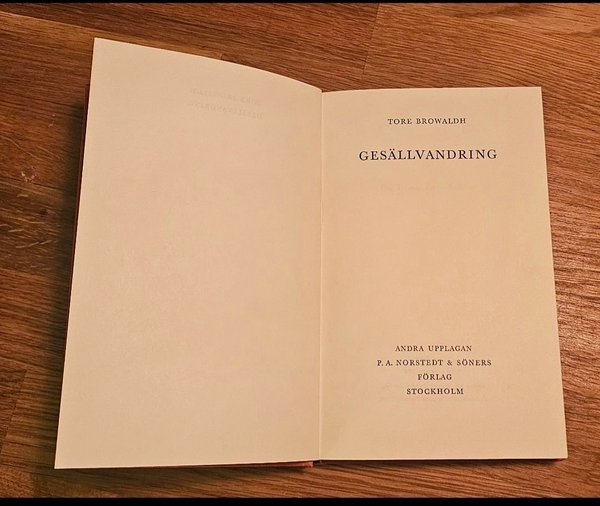 TORE BROWALDH
GESÄLLVANDRING
ANDRA UPPLAGAN
P. A. NORSTEDT & SÖNERS
FÖRLAG
STOCKHOLM